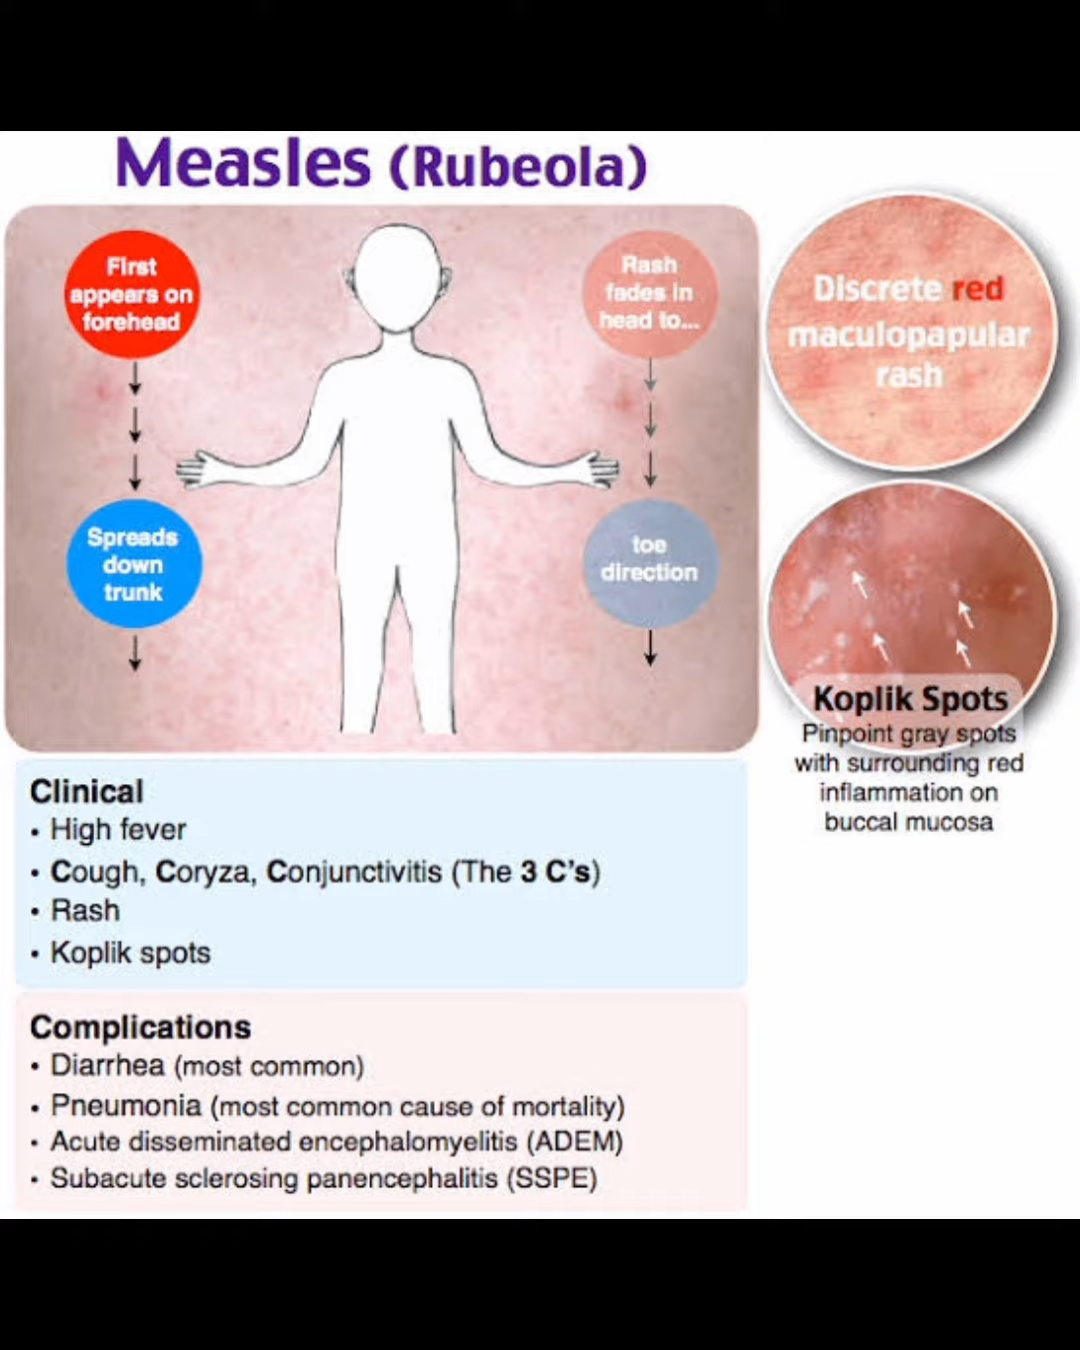 Measles (Rubeola)
First
appears on
forehead
Spreads
down
trunk
Rash
fades in
head to...
toe
direction
Discrete red
maculopapular
rash
Koplik Spots
Pinpoint gray spots
with surrounding red
inflammation on
buccal mucosa
Clinical
• High fever
• Cough, Coryza, Conjunctivitis (The 3 C's)
• Rash
• Koplik spots
Complications
• Diarrhea (most common)
• Pneumonia (most common cause of mortality)
• Acute disseminated encephalomyelitis (ADEM)
• Subacute sclerosing panencephalitis (SSPE)